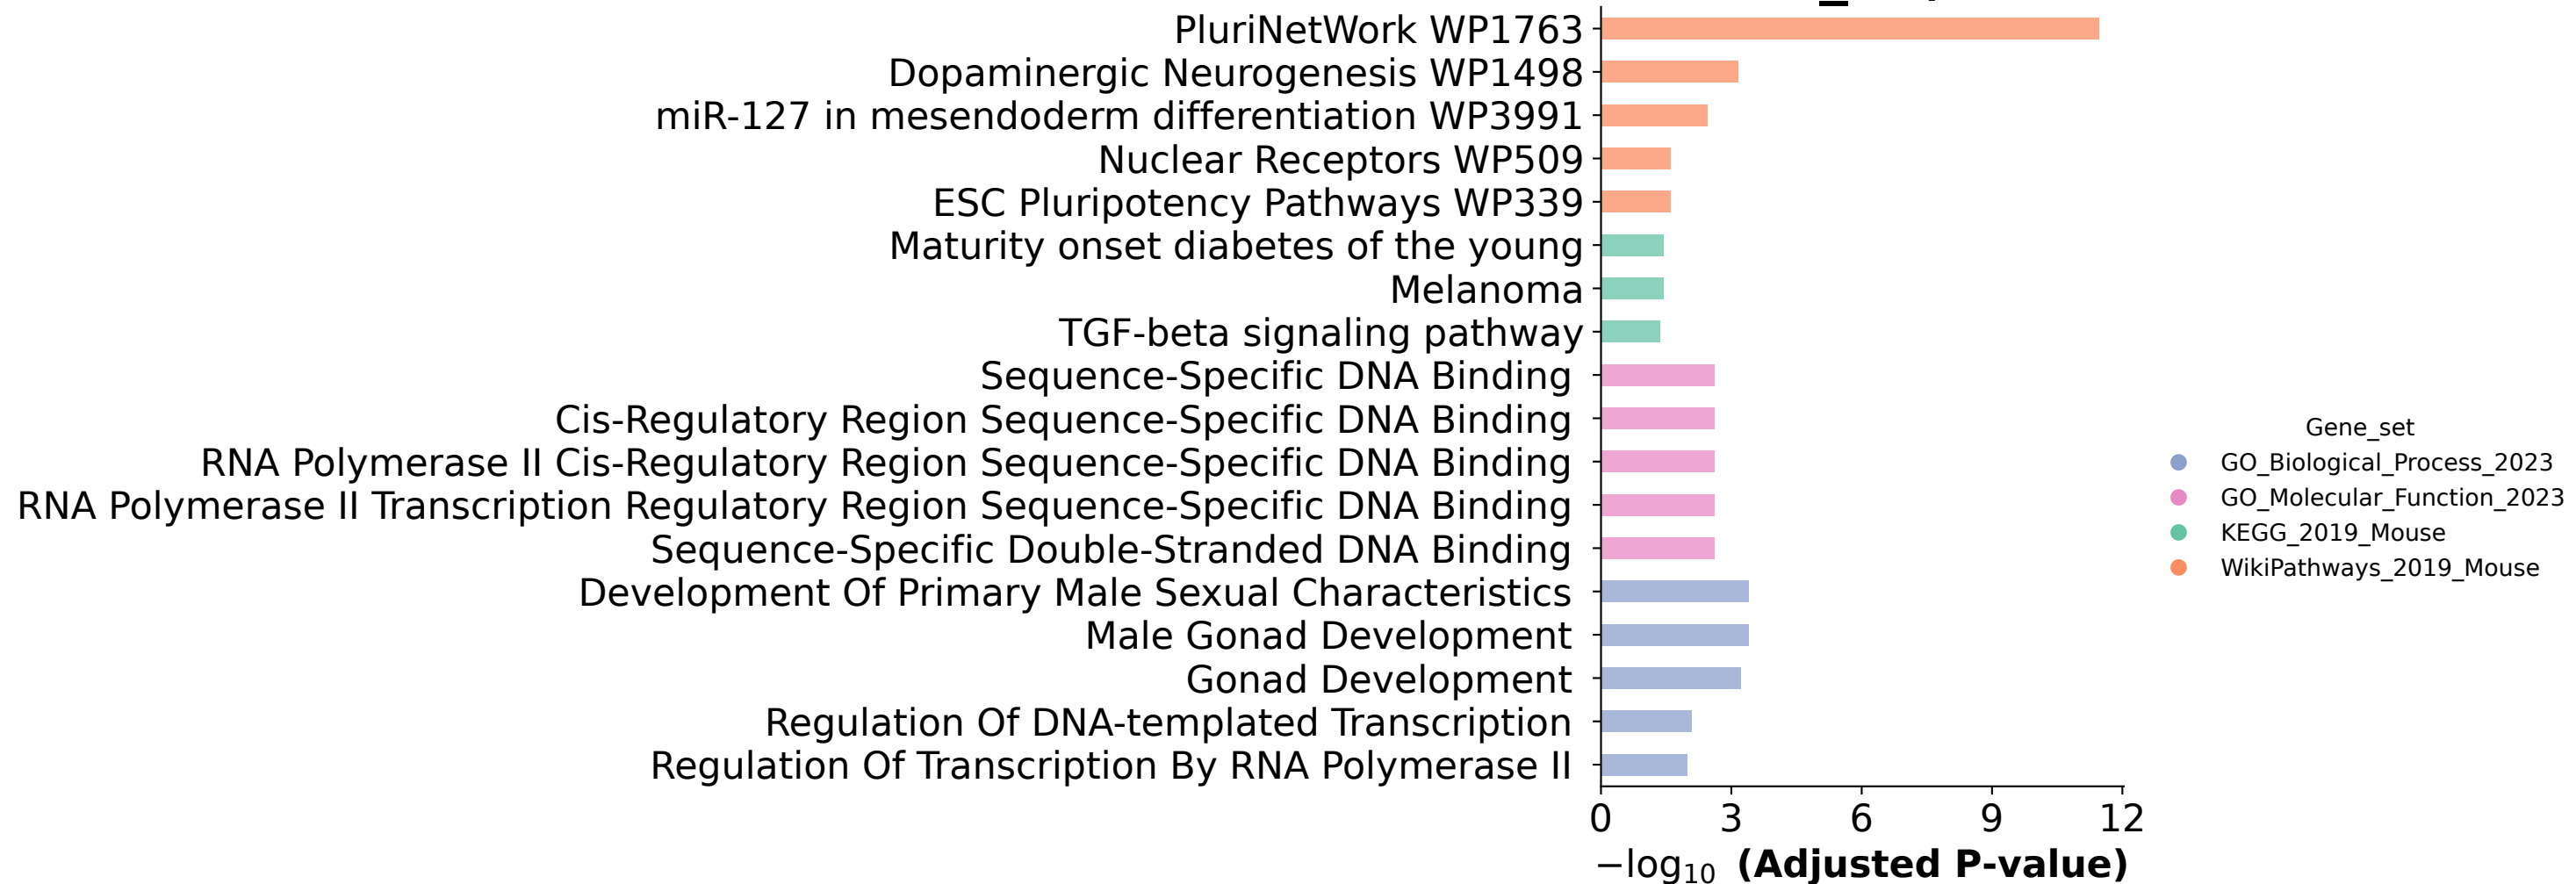 PluriNetWork WP1763
Dopaminergic Neurogenesis WP1498
miR-127 in mesendoderm differentiation WP3991
Nuclear Receptors WP509
ESC Pluripotency Pathways WP339
Maturity onset diabetes of the young
Melanoma
TGF-beta signaling pathway
Sequence-Specific DNA Binding
Cis-Regulatory Region Sequence-Specific DNA Binding
RNA Polymerase II Cis-Regulatory Region Sequence-Specific DNA Binding
RNA Polymerase II Transcription Regulatory Region Sequence-Specific DNA Binding
Sequence-Specific Double-Stranded DNA Binding
Development Of Primary Male Sexual Characteristics
Male Gonad Development
Gonad Development
Regulation Of DNA-templated Transcription
Regulation Of Transcription By RNA Polymerase II
0 3 6 9 12
−log₁₀ (Adjusted P-value)
Gene_set
GO_Biological_Process_2023
GO_Molecular_Function_2023
KEGG_2019_Mouse
WikiPathways_2019_Mouse